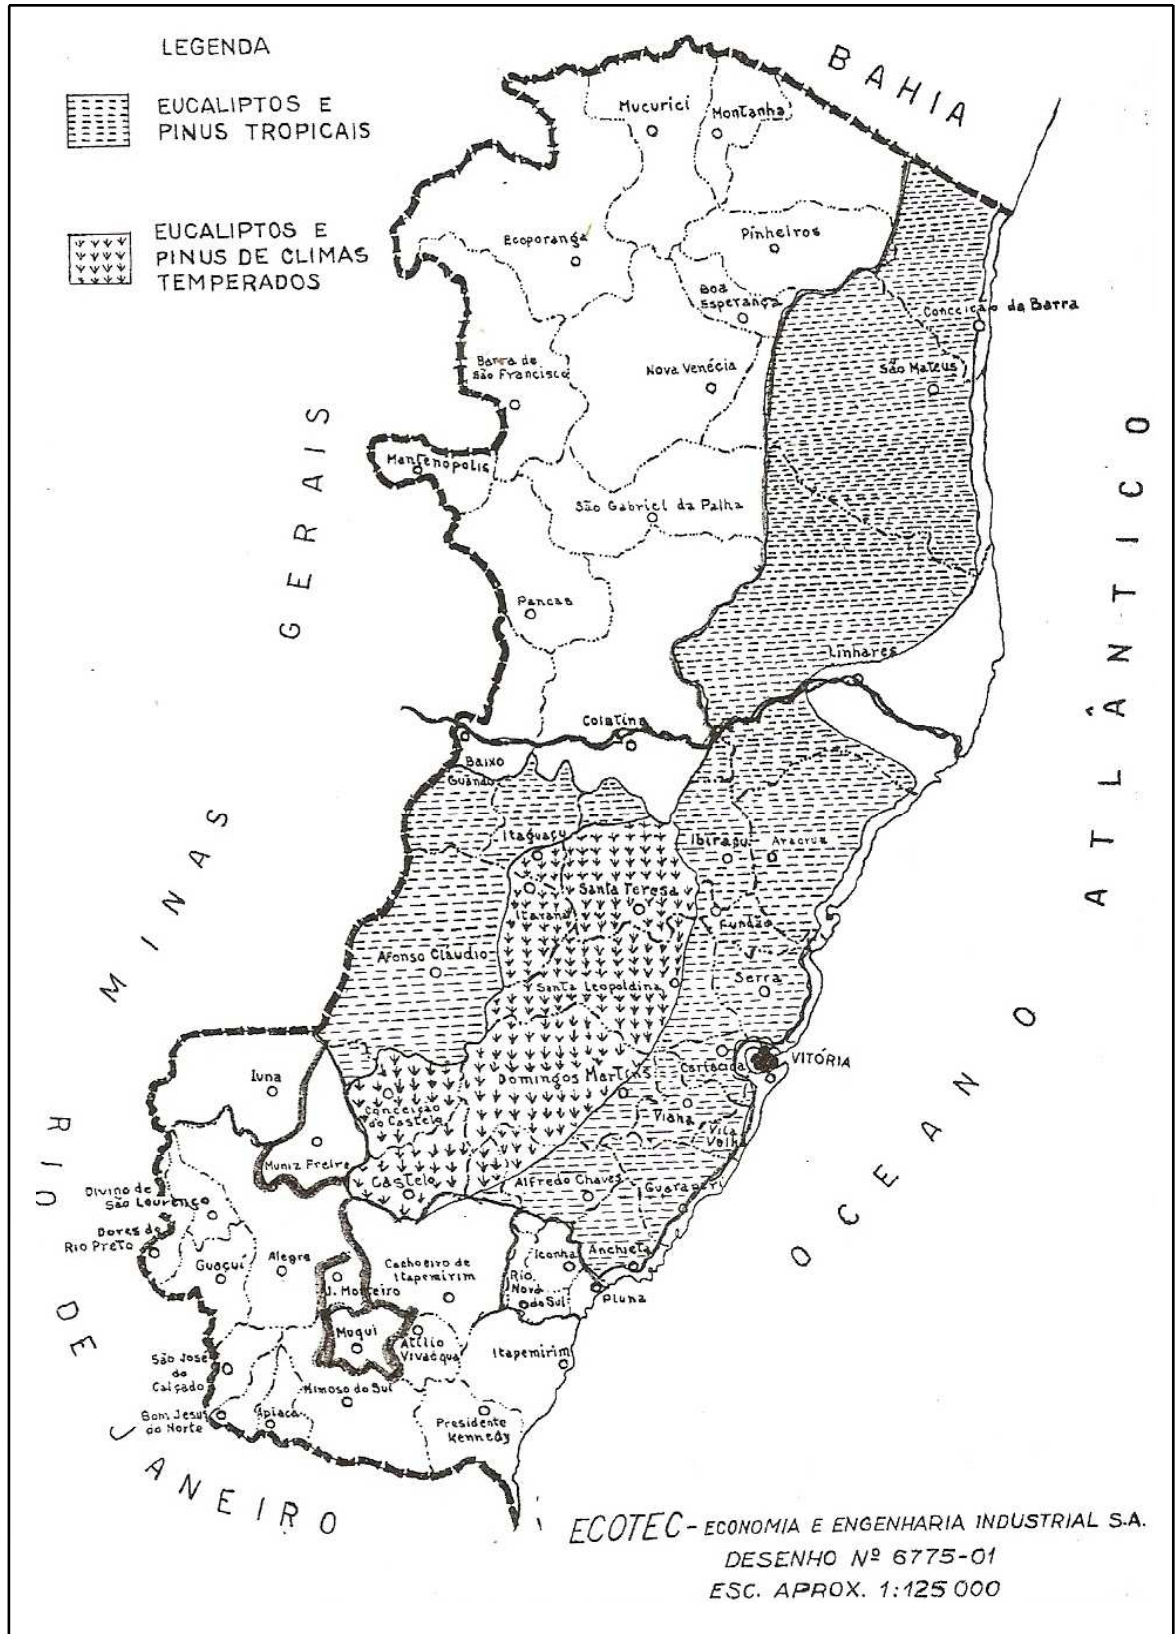 LEGENDA
EUCALIPTOS E
PINUS TROPICAIS
EUCALIPTOS E
PINUS DE CLIMAS
TEMPERADOS
BAHIA
Mucurici
Montanha
Ecoporanga
Pinheiros
Boa
Esperança
Conceição da Barra
Barra de
São Francisco
Nova Venécia
São Mateus
Mantenopolis
São Gabriel da Palha
Pancas
Linhares
Colatina
Baixo
Guandu
Itaguaçu
Ibiraçu
Aracruz
Santa Teresa
Itarana
Fundão
Afonso Cláudio
Serra
Santa Leopoldina
Cariacica
VITÓRIA
Iuna
Domingos Martins
Conceição
do Castelo
Viana
Vila
Velha
Muniz Freire
Castelo
Alfredo Chaves
Guarapari
Divino de
São Lourenço
Dores de
Rio Preto
Guaçuí
Alegre
Cachoeiro de
Itapemirim
Iconha
Anchieta
J. Monteiro
Rio
Novo
do Sul
Piuna
Muqui
Atílio
Vivácqua
Itapemirim
São José
do
Calçado
Mimoso do Sul
Bom Jesus
do Norte
Apiacá
Presidente
Kennedy
MINAS GERAIS
RIO DE JANEIRO
OCEANO ATLÂNTICO
ECOTEC - ECONOMIA E ENGENHARIA INDUSTRIAL S.A.
DESENHO Nº 6775-01
ESC. APROX. 1:125 000